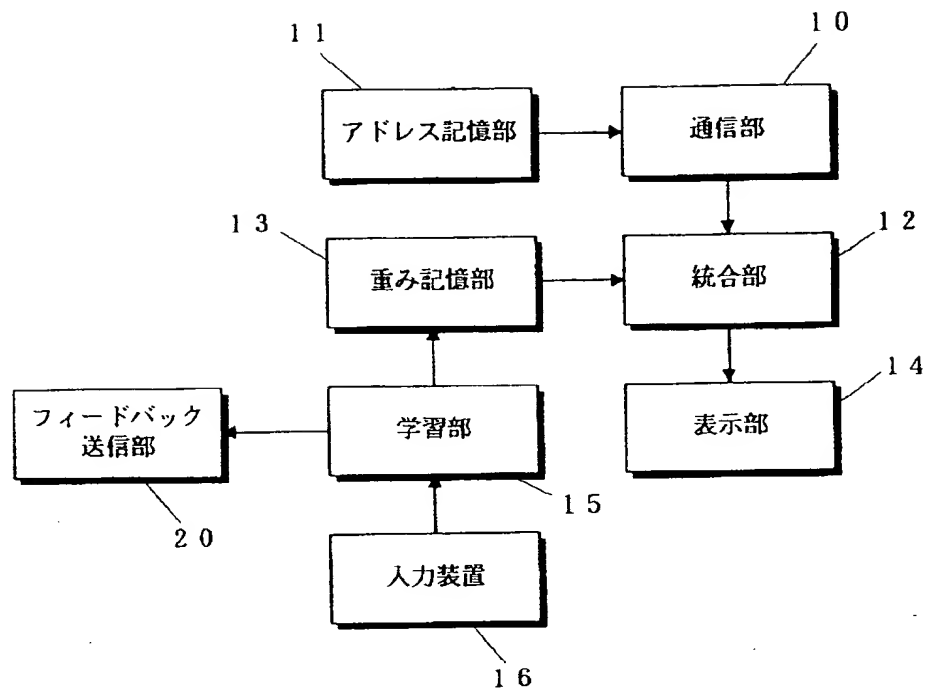 11
10
アドレス記憶部
通信部
13
12
重み記憶部
統合部
14
フィードバック
送信部
学習部
表示部
15
20
入力装置
16